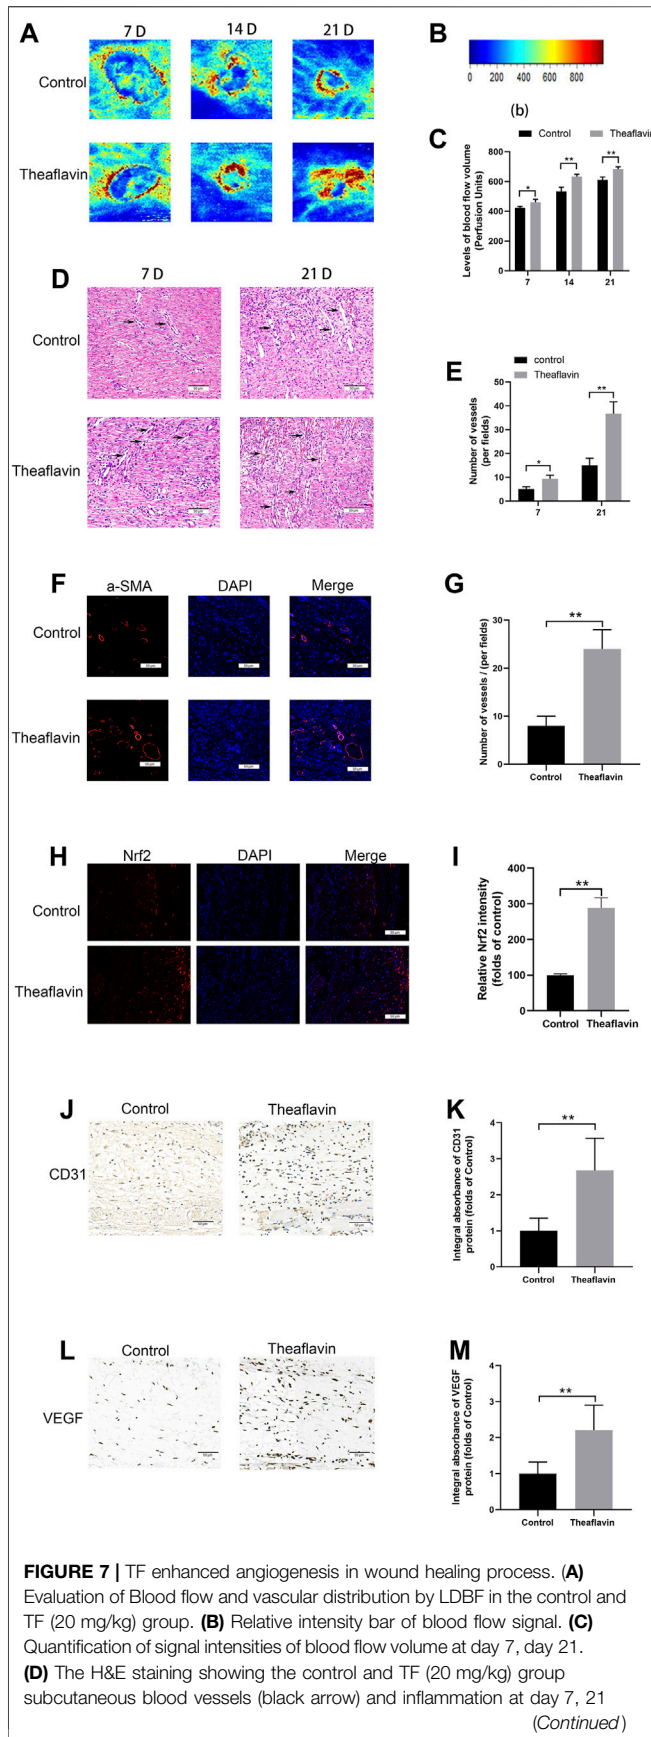 A
7 D
14 D
21 D
Control
Theaflavin
B
0 200 400 600 800
(b)
C
Control
Theaflavin
Levels of blood flow volume
(Perfusion Units)
800
600
400
200
0
7
14
21
*
**
**
D
7 D
21 D
Control
Theaflavin
E
control
Theaflavin
Number of vessels
(per fields)
50
40
30
20
10
0
7
21
*
**
F
a-SMA
DAPI
Merge
Control
Theaflavin
G
Number of vessels / (per fields)
30
20
10
0
Control
Theaflavin
**
H
Nrf2
DAPI
Merge
Control
Theaflavin
I
Relative Nrf2 intensity
(folds of control)
400
300
200
100
0
Control
Theaflavin
**
J
Control
Theaflavin
CD31
K
Integral absorbance of CD31
protein (folds of Control)
4
3
2
1
0
Control
Theaflavin
**
L
Control
Theaflavin
VEGF
M
Integral absorbance of VEGF
protein (folds of Control)
4
3
2
1
0
Control
Theaflavin
**
FIGURE 7 | TF enhanced angiogenesis in wound healing process. (A)
Evaluation of Blood flow and vascular distribution by LDBF in the control and
TF (20 mg/kg) group. (B) Relative intensity bar of blood flow signal. (C)
Quantification of signal intensities of blood flow volume at day 7, day 21.
(D) The H&E staining showing the control and TF (20 mg/kg) group
subcutaneous blood vessels (black arrow) and inflammation at day 7, 21
(Continued)